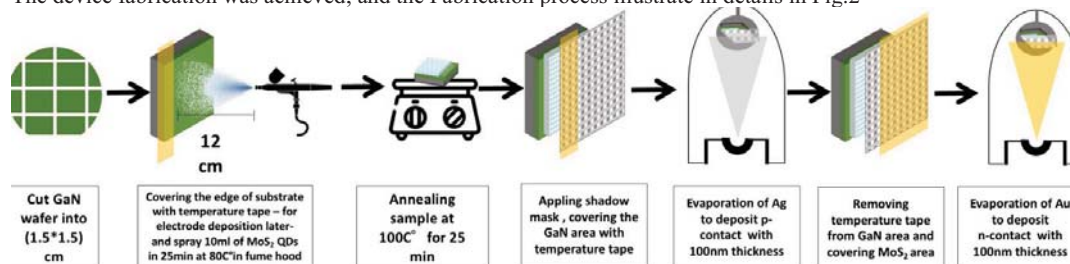 The device fabrication was achieved, and the Fabrication process illustrate in details in Fig.2
12
cm
Cut GaN
wafer into
(1.5*1.5)
cm
Covering the edge of substrate
with temperature tape – for
electrode deposition later-
and spray 10ml of MoS₂ QDs
in 25min at 80C°in fume hood
Annealing
sample at
100C° for 25
min
Appling shadow
mask , covering the
GaN area with
temperature tape
Evaporation of Ag
to deposit p-
contact with
100nm thickness
Removing
temperature tape
from GaN area and
covering MoS₂ area
Evaporation of Au
to deposit
n-contact with
100nm thickness